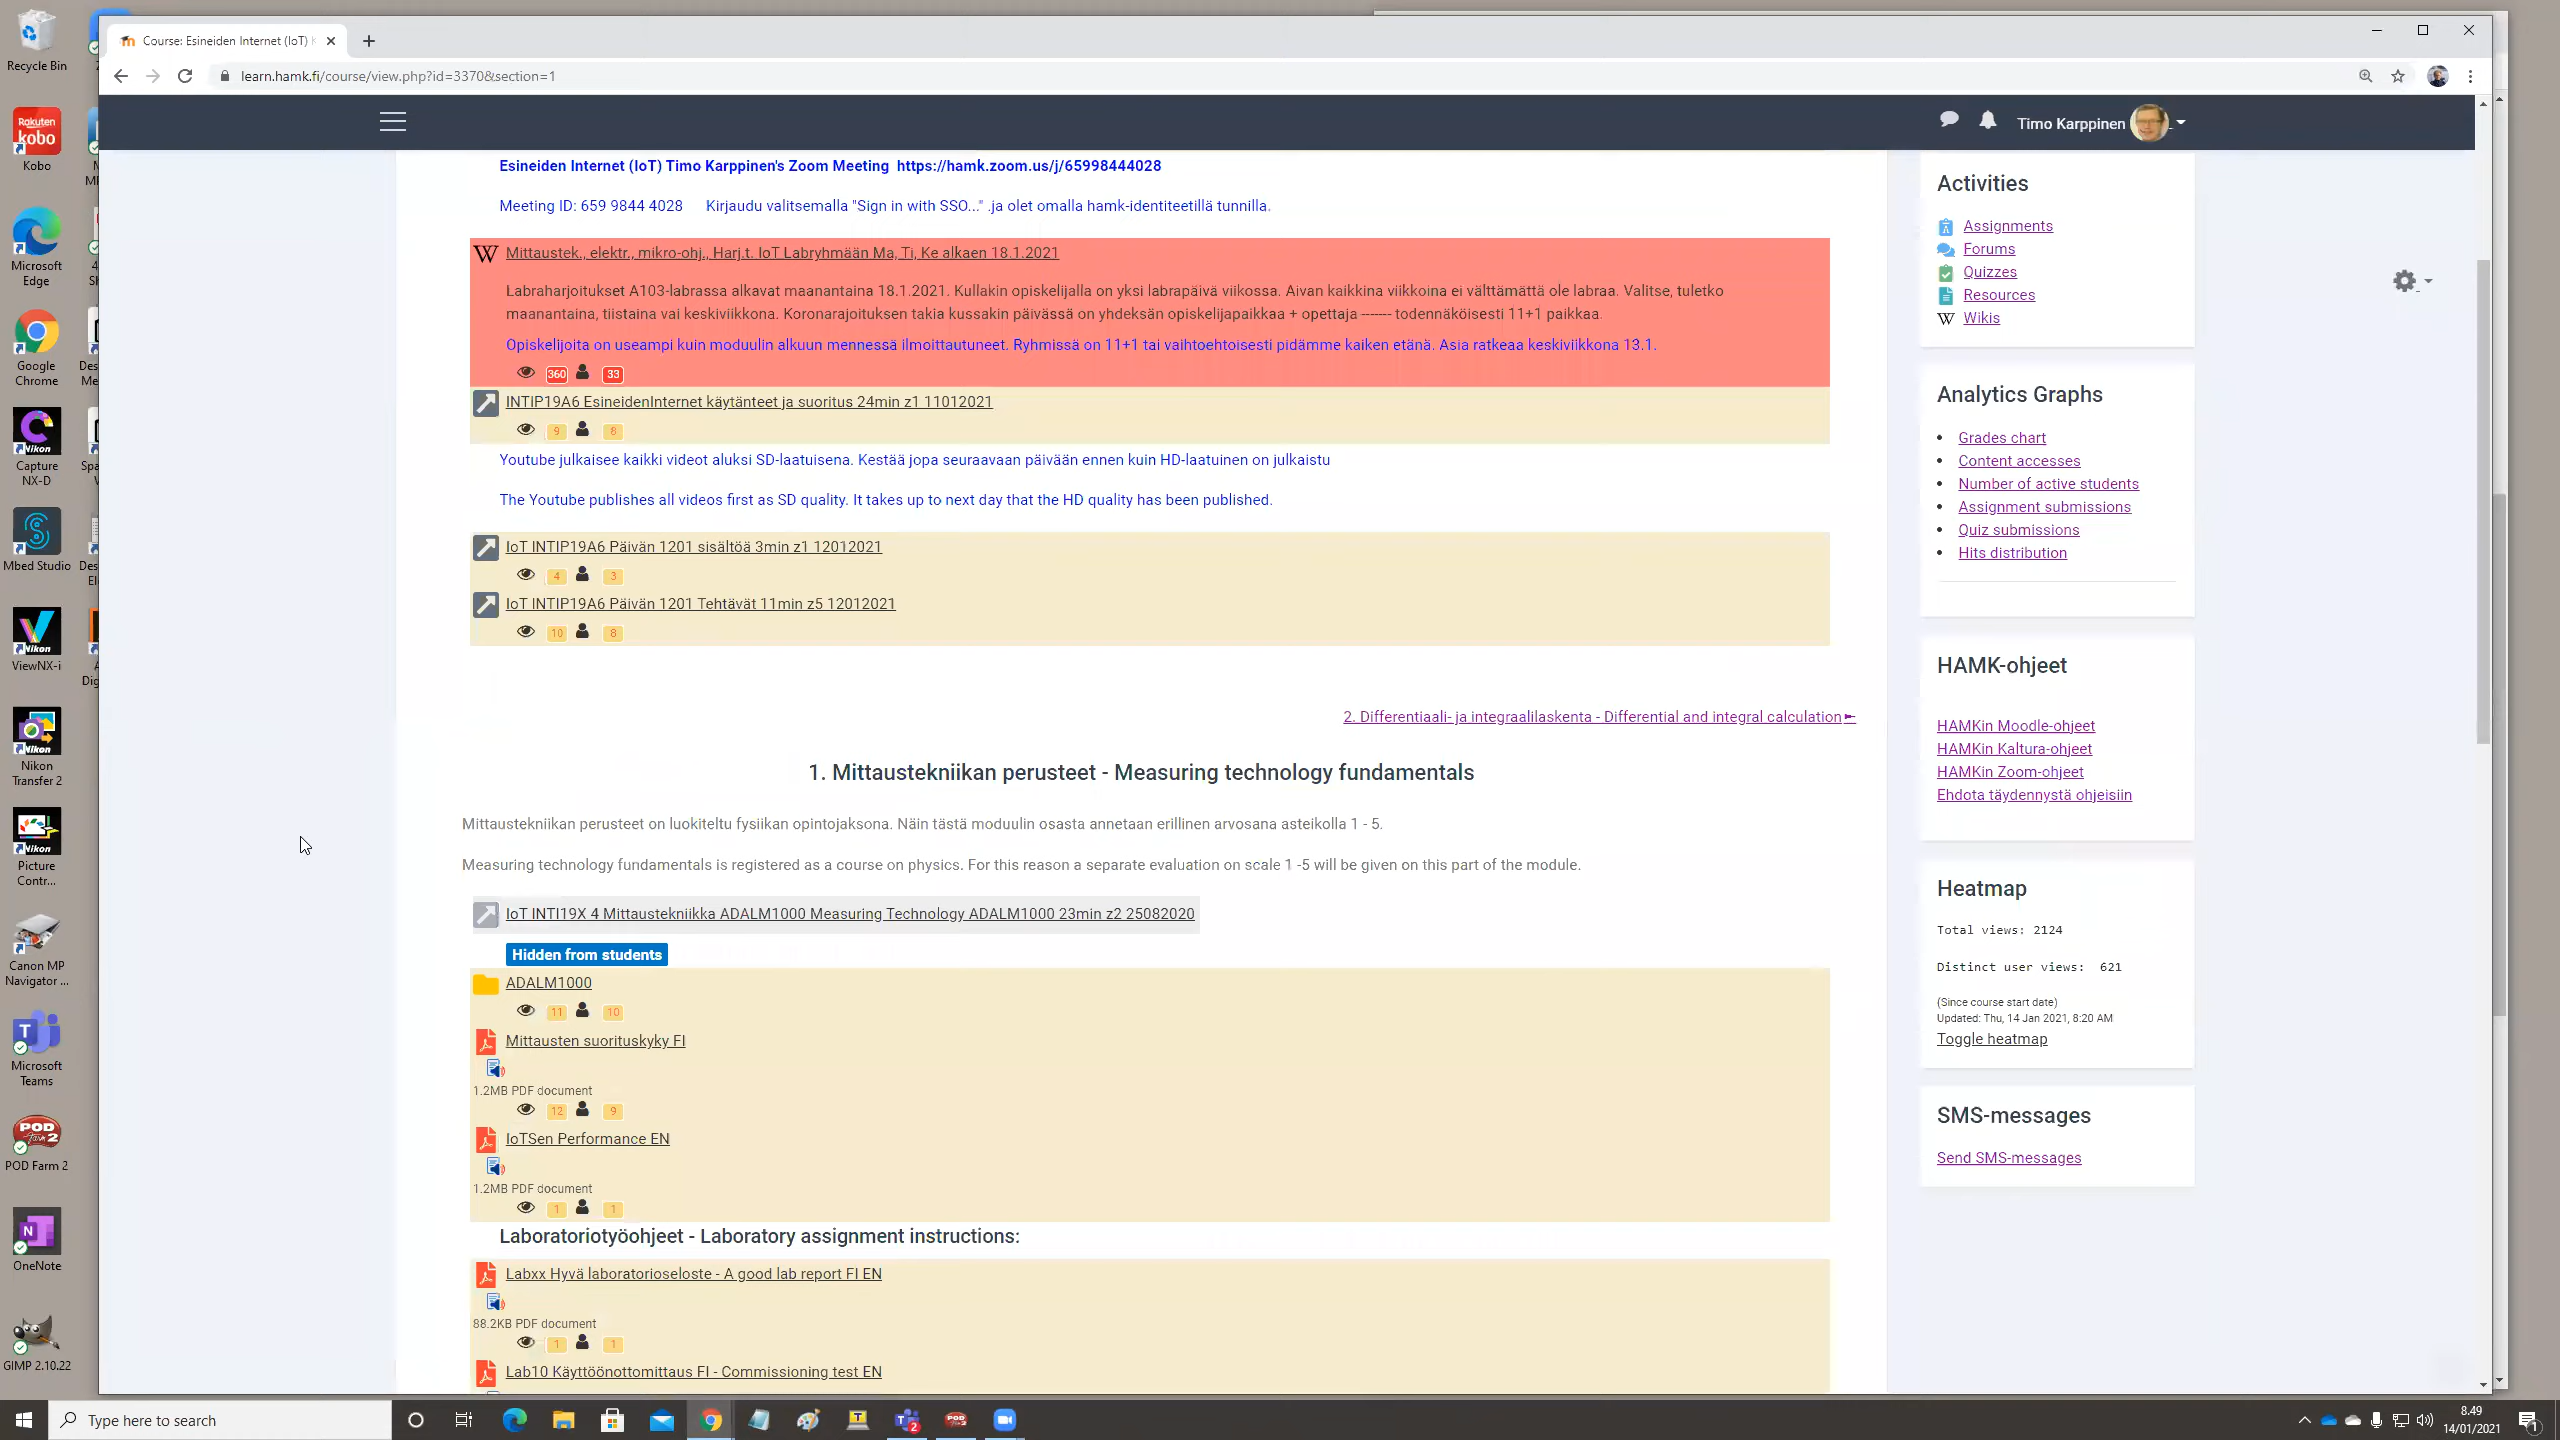 Course: Esineiden Internet (IoT)
learn.hamk.fi/course/view.php?id=3370&section=1
Timo Karppinen
Recycle Bin
Kobo
Microsoft Edge
Google Chrome
Capture NX-D
Mbed Studio
ViewNX-i
Nikon Transfer 2
Picture Contr...
Canon MP Navigator ...
Microsoft Teams
POD Farm 2
OneNote
GIMP 2.10.22
Esineiden Internet (IoT) Timo Karppinen's Zoom Meeting https://hamk.zoom.us/j/65998444028
Meeting ID: 659 9844 4028 Kirjaudu valitsemalla "Sign in with SSO..." .ja olet omalla hamk-identiteetillä tunnilla.
Mittaustek., elektr., mikro-ohj., Harj.t. IoT Labryhmään Ma, Ti, Ke alkaen 18.1.2021
Labraharjoitukset A103-labrassa alkavat maanantaina 18.1.2021. Kullakin opiskelijalla on yksi labrapäivä viikossa. Aivan kaikkina viikkoina ei välttämättä ole labraa. Valitse, tuletko
maanantaina, tiistaina vai keskiviikkona. Koronarajoituksen takia kussakin päivässä on yhdeksän opiskelijapaikkaa + opettaja ------- todennäköisesti 11+1 paikkaa.
Opiskelijoita on useampi kuin moduulin alkuun mennessä ilmoittautuneet. Ryhmissä on 11+1 tai vaihtoehtoisesti pidämme kaiken etänä. Asia ratkeaa keskiviikkona 13.1.
360 33
INTIP19A6 EsineidenInternet käytänteet ja suoritus 24min z1 11012021
9 8
Youtube julkaisee kaikki videot aluksi SD-laatuisena. Kestää jopa seuraavaan päivään ennen kuin HD-laatuinen on julkaistu
The Youtube publishes all videos first as SD quality. It takes up to next day that the HD quality has been published.
IoT INTIP19A6 Päivän 1201 sisältöä 3min z1 12012021
4 3
IoT INTIP19A6 Päivän 1201 Tehtävät 11min z5 12012021
10 8
2. Differentiaali- ja integraalilaskenta - Differential and integral calculation
1. Mittaustekniikan perusteet - Measuring technology fundamentals
Mittaustekniikan perusteet on luokiteltu fysiikan opintojaksona. Näin tästä moduulin osasta annetaan erillinen arvosana asteikolla 1 - 5.
Measuring technology fundamentals is registered as a course on physics. For this reason a separate evaluation on scale 1 -5 will be given on this part of the module.
IoT INTI19X 4 Mittaustekniikka ADALM1000 Measuring Technology ADALM1000 23min z2 25082020
Hidden from students
ADALM1000
11 10
Mittausten suorituskyky FI
1.2MB PDF document
12 9
IoTSen Performance EN
1.2MB PDF document
1 1
Laboratoriotyöohjeet - Laboratory assignment instructions:
Labxx Hyvä laboratorioseloste - A good lab report FI EN
88.2KB PDF document
1 1
Lab10 Käyttöönottomittaus FI - Commissioning test EN
Activities
Assignments
Forums
Quizzes
Resources
Wikis
Analytics Graphs
Grades chart
Content accesses
Number of active students
Assignment submissions
Quiz submissions
Hits distribution
HAMK-ohjeet
HAMKin Moodle-ohjeet
HAMKin Kaltura-ohjeet
HAMKin Zoom-ohjeet
Ehdota täydennystä ohjeisiin
Heatmap
Total views: 2124
Distinct user views: 621
(Since course start date)
Updated: Thu, 14 Jan 2021, 8:20 AM
Toggle heatmap
SMS-messages
Send SMS-messages
Type here to search
8.49
14/01/2021